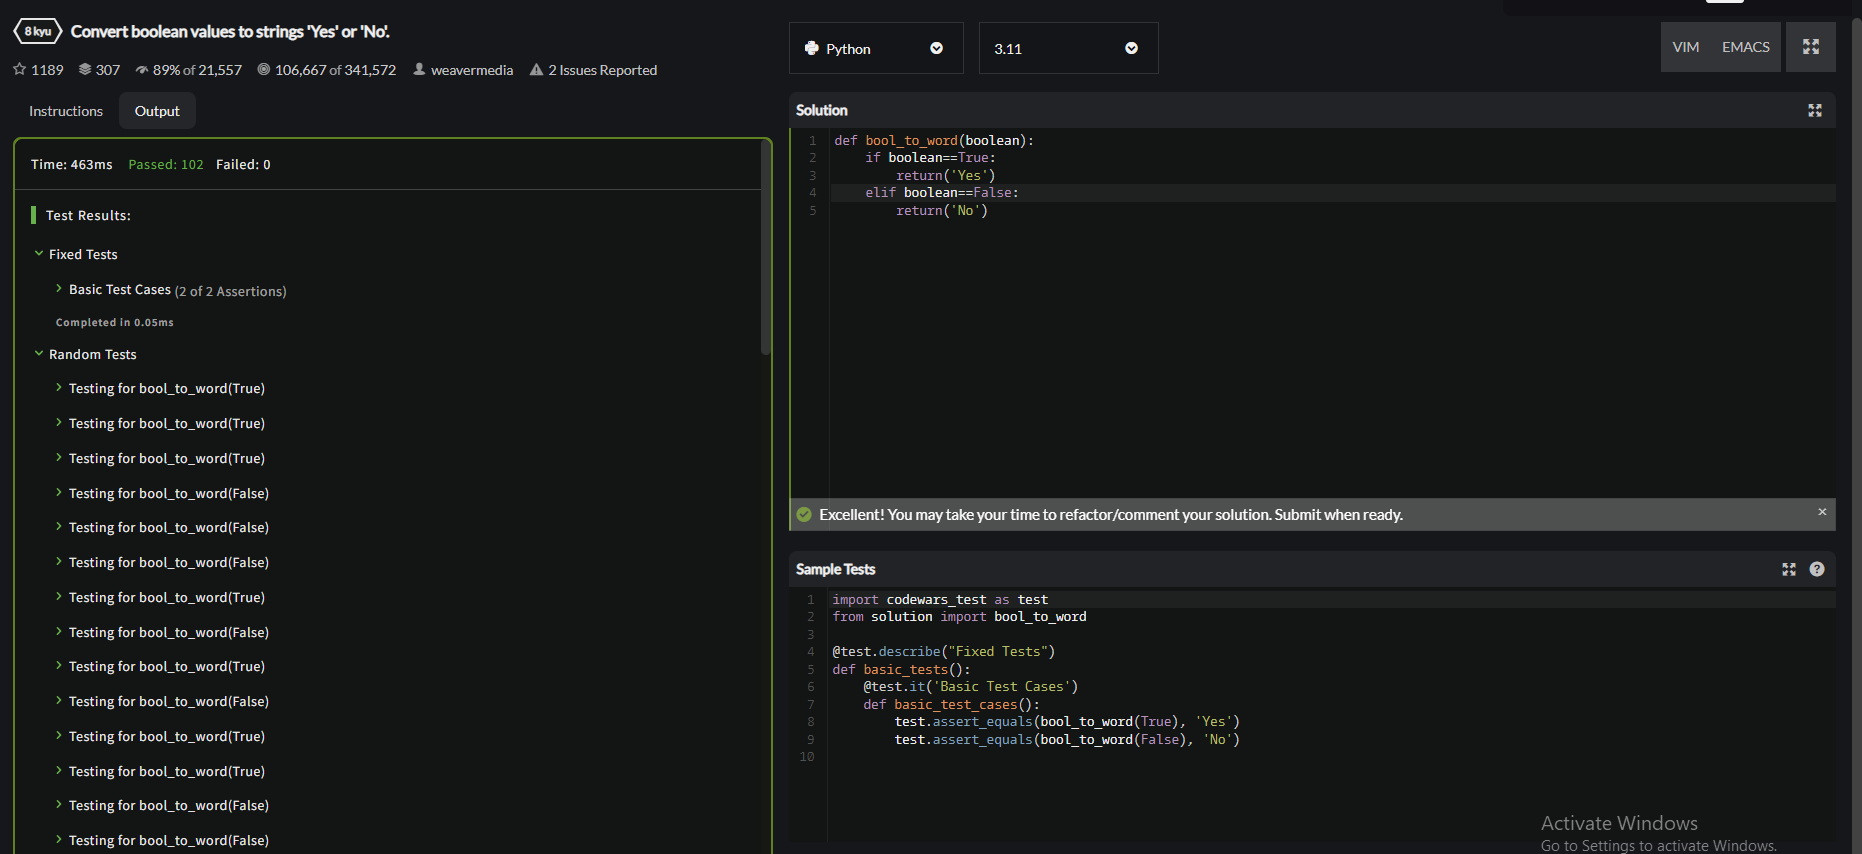 8 kyu Convert boolean values to strings 'Yes' or 'No'.
1189 307 89% of 21,557 106,667 of 341,572 weavermedia 2 Issues Reported
Instructions Output
Time: 463ms Passed: 102 Failed: 0
Test Results:
Fixed Tests
Basic Test Cases (2 of 2 Assertions)
Completed in 0.05ms
Random Tests
Testing for bool_to_word(True)
Testing for bool_to_word(True)
Testing for bool_to_word(True)
Testing for bool_to_word(False)
Testing for bool_to_word(False)
Testing for bool_to_word(False)
Testing for bool_to_word(True)
Testing for bool_to_word(False)
Testing for bool_to_word(True)
Testing for bool_to_word(False)
Testing for bool_to_word(True)
Testing for bool_to_word(True)
Testing for bool_to_word(False)
Testing for bool_to_word(False)
Python 3.11 VIM EMACS
Solution
1 def bool_to_word(boolean):
2     if boolean==True:
3         return('Yes')
4     elif boolean==False:
5         return('No')
Excellent! You may take your time to refactor/comment your solution. Submit when ready. ×
Sample Tests ?
1 import codewars_test as test
2 from solution import bool_to_word
3
4 @test.describe("Fixed Tests")
5 def basic_tests():
6     @test.it('Basic Test Cases')
7     def basic_test_cases():
8         test.assert_equals(bool_to_word(True), 'Yes')
9         test.assert_equals(bool_to_word(False), 'No')
10
Activate Windows
Go to Settings to activate Windows.